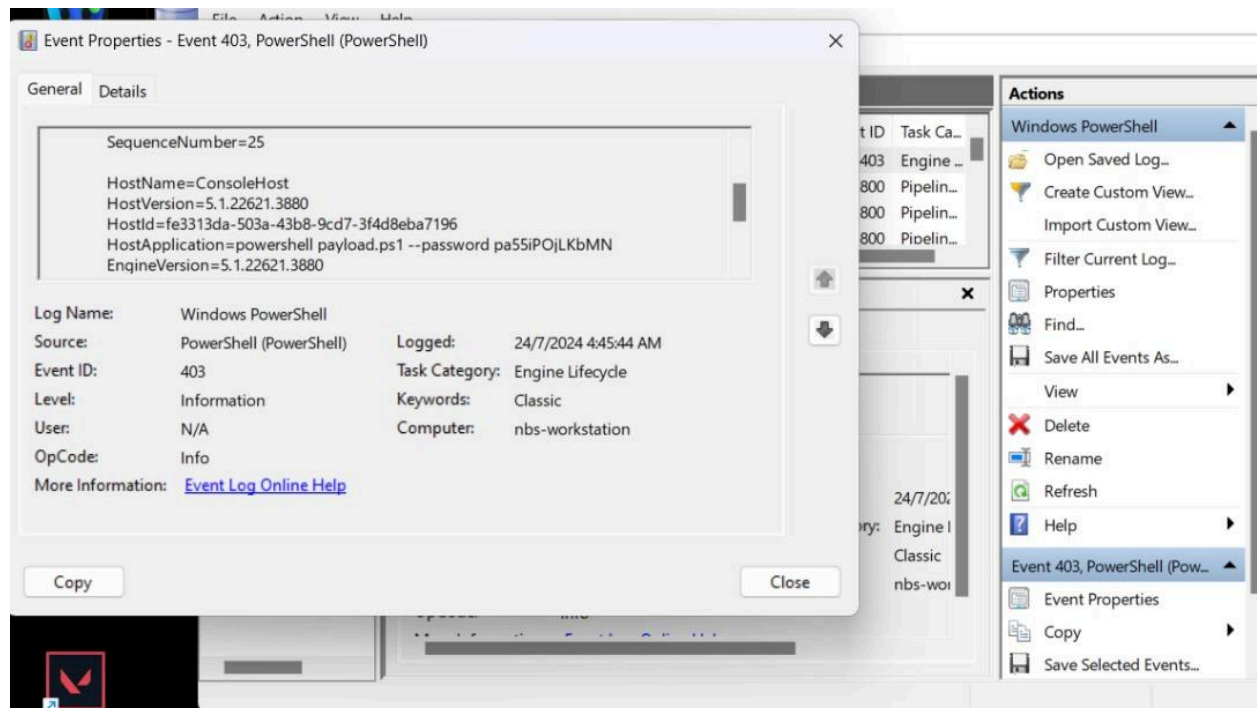 File Action View Help
Event Properties - Event 403, PowerShell (PowerShell)
General Details
SequenceNumber=25
HostName=ConsoleHost
HostVersion=5.1.22621.3880
HostId=fe3313da-503a-43b8-9cd7-3f4d8eba7196
HostApplication=powershell payload.ps1 --password pa55iPOjLKbMN
EngineVersion=5.1.22621.3880
Log Name: Windows PowerShell
Source: PowerShell (PowerShell) Logged: 24/7/2024 4:45:44 AM
Event ID: 403 Task Category: Engine Lifecycle
Level: Information Keywords: Classic
User: N/A Computer: nbs-workstation
OpCode: Info
More Information: Event Log Online Help
Copy Close
t ID Task Ca...
403 Engine ...
800 Pipelin...
800 Pipelin...
800 Pipelin...
24/7/202
ory: Engine l
Classic
nbs-wor
Info
Actions
Windows PowerShell
Open Saved Log...
Create Custom View...
Import Custom View...
Filter Current Log...
Properties
Find...
Save All Events As...
View
Delete
Rename
Refresh
Help
Event 403, PowerShell (Pow...
Event Properties
Copy
Save Selected Events...